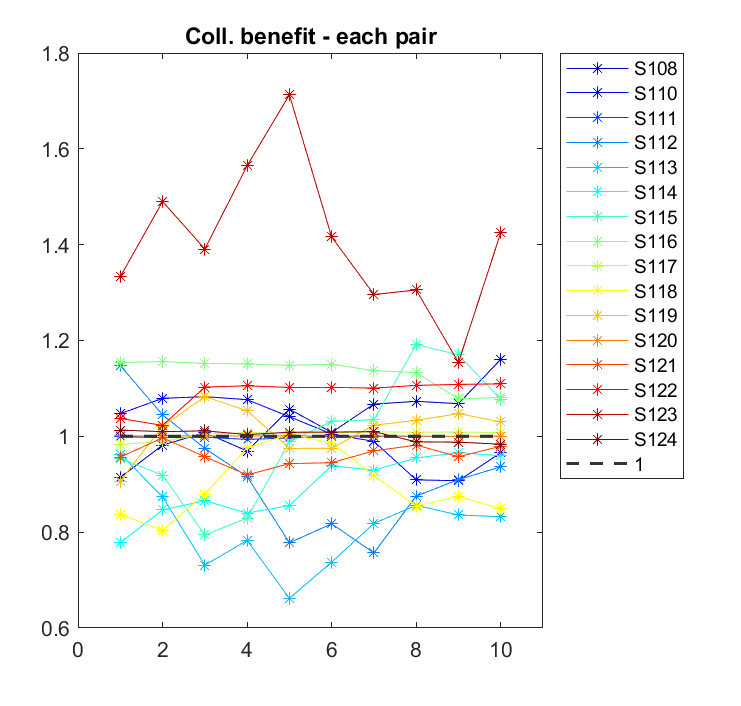 Coll. benefit - each pair
1.8
1.6
1.4
1.2
1
0.8
0.6
0 2 4 6 8 10
S108
S110
S111
S112
S113
S114
S115
S116
S117
S118
S119
S120
S121
S122
S123
S124
1